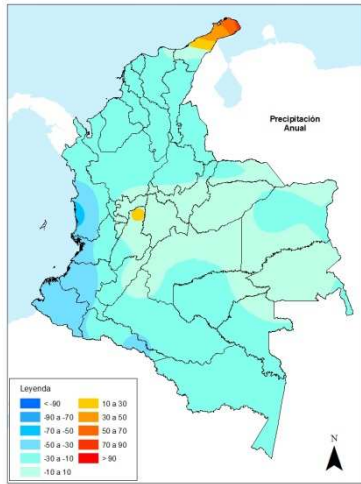 Precipitación
Anual
Leyenda
< -90
-90 a -70
-70 a -50
-50 a -30
-30 a -10
-10 a 10
10 a 30
30 a 50
50 a 70
70 a 90
> 90
N